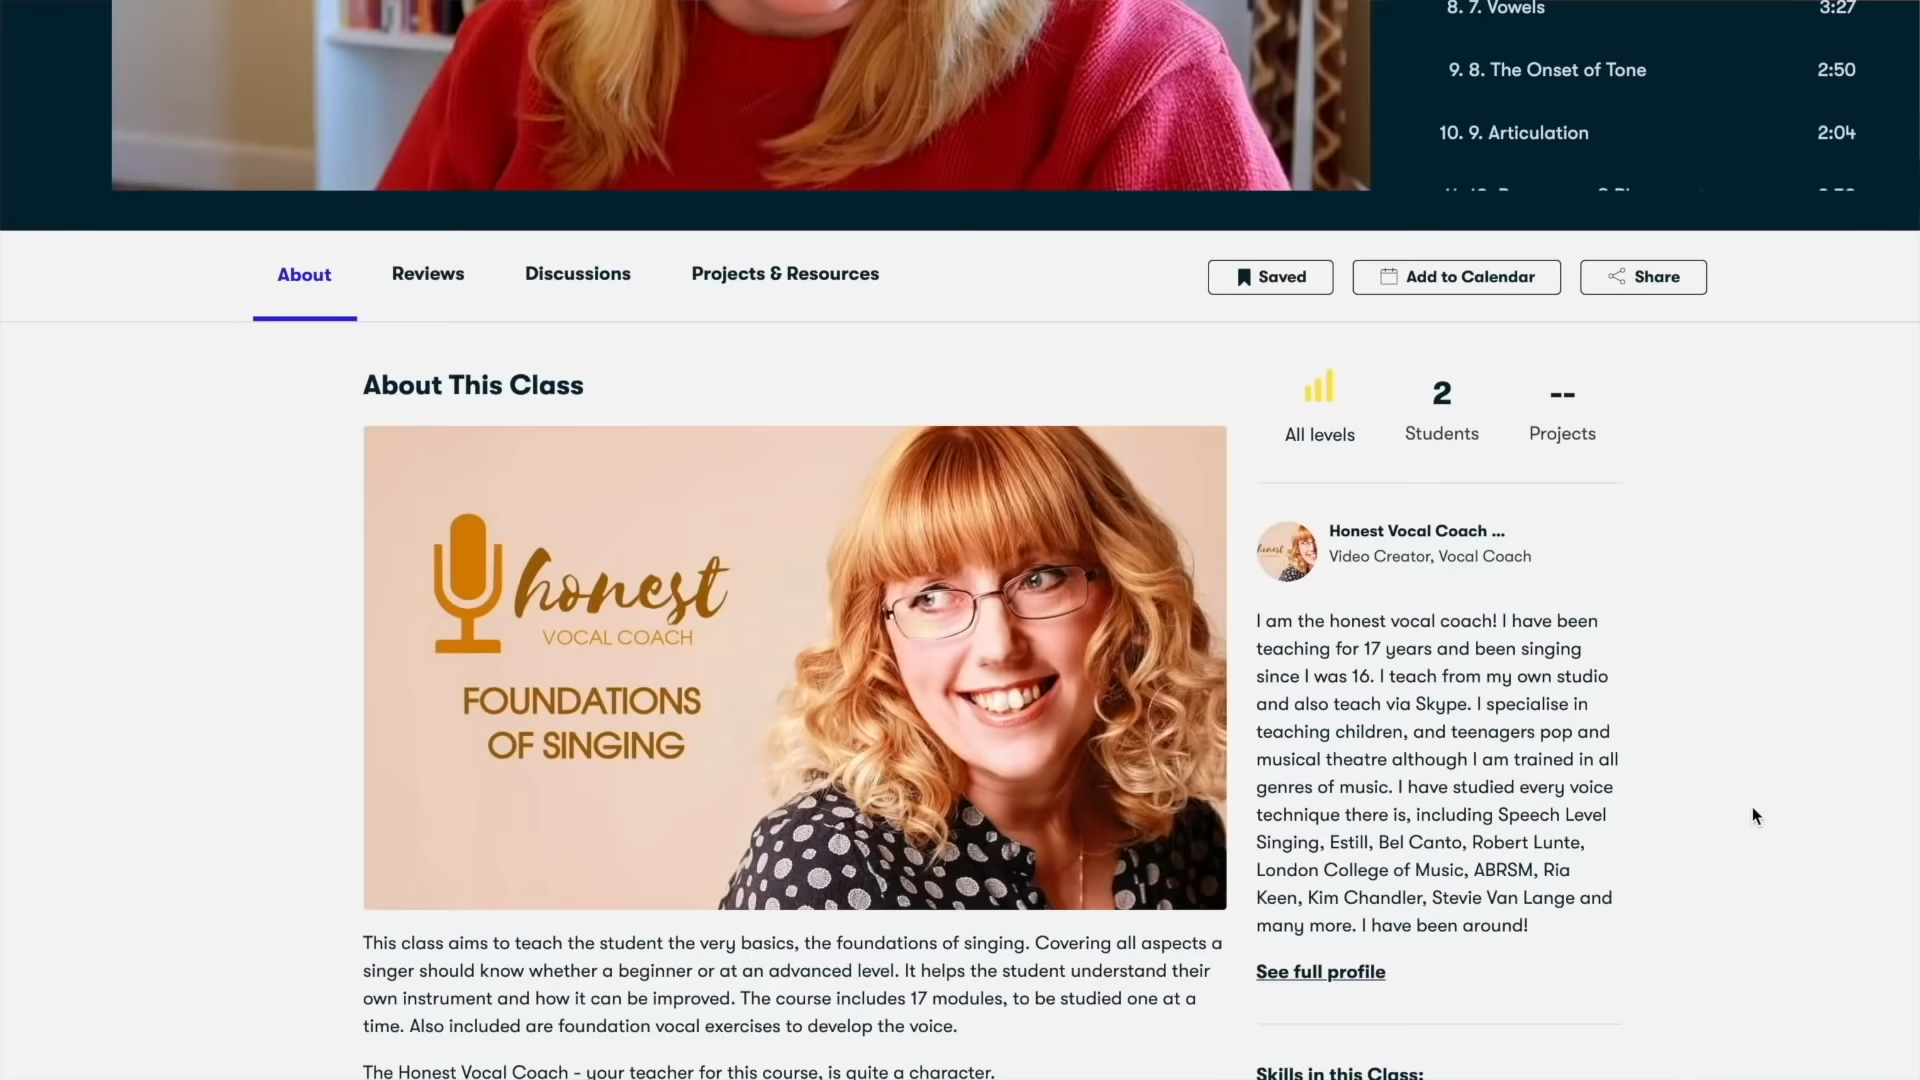 8. 7. Vowels 3:27
9. 8. The Onset of Tone 2:50
10. 9. Articulation 2:04
About Reviews Discussions Projects & Resources Saved Add to Calendar Share
About This Class
honest
VOCAL COACH
FOUNDATIONS
OF SINGING
This class aims to teach the student the very basics, the foundations of singing. Covering all aspects a
singer should know whether a beginner or at an advanced level. It helps the student understand their
own instrument and how it can be improved. The course includes 17 modules, to be studied one at a
time. Also included are foundation vocal exercises to develop the voice.
The Honest Vocal Coach - your teacher for this course, is quite a character.
2 --
All levels Students Projects
honest
Honest Vocal Coach ...
Video Creator, Vocal Coach
I am the honest vocal coach! I have been
teaching for 17 years and been singing
since I was 16. I teach from my own studio
and also teach via Skype. I specialise in
teaching children, and teenagers pop and
musical theatre although I am trained in all
genres of music. I have studied every voice
technique there is, including Speech Level
Singing, Estill, Bel Canto, Robert Lunte,
London College of Music, ABRSM, Ria
Keen, Kim Chandler, Stevie Van Lange and
many more. I have been around!
See full profile
Skills in this Class: